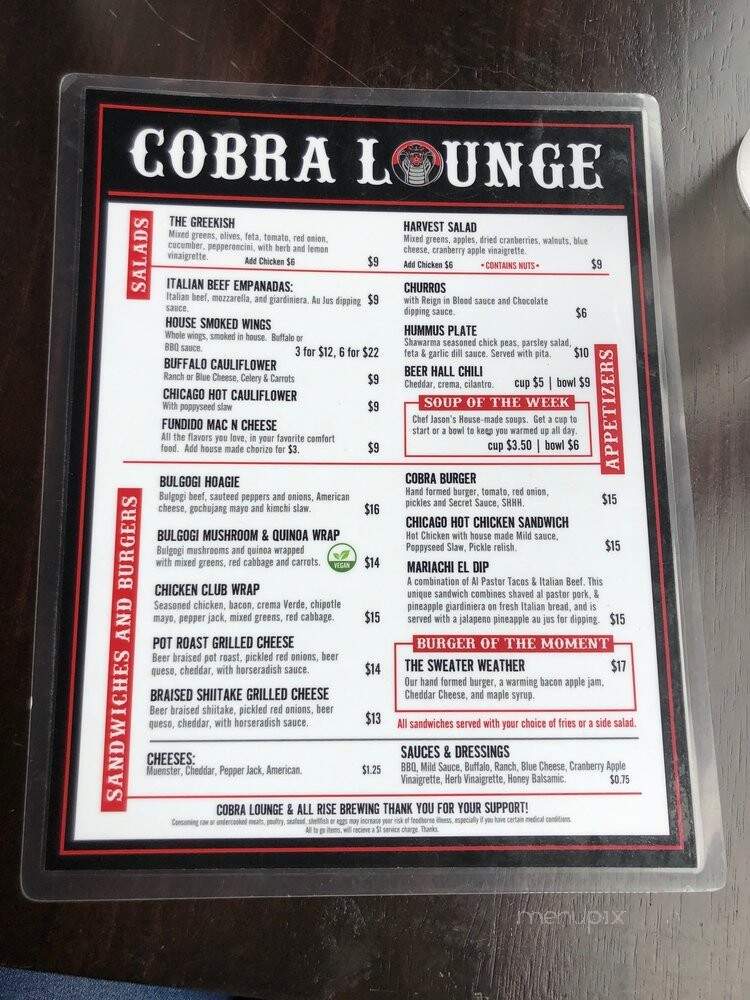 COBRA LOUNGE
SALADS
THE GREEKISH
Mixed greens, olives, feta, tomato, red onion,
cucumber, pepperoncini, with herb and lemon
vinaigrette.
Add Chicken $6
$9
HARVEST SALAD
Mixed greens, apples, dried cranberries, walnuts, blue
cheese, cranberry apple vinaigrette.
Add Chicken $6 • CONTAINS NUTS • $9
ITALIAN BEEF EMPANADAS:
Italian beef, mozzarella, and giardiniera. Au Jus dipping $9
sauce.
HOUSE SMOKED WINGS
Whole wings, smoked in house. Buffalo or
BBQ sauce.
3 for $12, 6 for $22
BUFFALO CAULIFLOWER
Ranch or Blue Cheese, Celery & Carrots $9
CHICAGO HOT CAULIFLOWER
With poppyseed slaw $9
FUNDIDO MAC N CHEESE
All the flavors you love, in your favorite comfort
food. Add house made chorizo for $3. $9
APPETIZERS
CHURROS
with Reign in Blood sauce and Chocolate
dipping sauce. $6
HUMMUS PLATE
Shawarma seasoned chick peas, parsley salad,
feta & garlic dill sauce. Served with pita. $10
BEER HALL CHILI
Cheddar, crema, cilantro. cup $5 | bowl $9
SOUP OF THE WEEK
Chef Jason's House-made soups. Get a cup to
start or a bowl to keep you warmed up all day.
cup $3.50 | bowl $6
SANDWICHES AND BURGERS
BULGOGI HOAGIE
Bulgogi beef, sauteed peppers and onions, American
cheese, gochujang mayo and kimchi slaw. $16
BULGOGI MUSHROOM & QUINOA WRAP
Bulgogi mushrooms and quinoa wrapped
with mixed greens, red cabbage and carrots. VEGAN $14
CHICKEN CLUB WRAP
Seasoned chicken, bacon, crema Verde, chipotle
mayo, pepper jack, mixed greens, red cabbage. $15
POT ROAST GRILLED CHEESE
Beer braised pot roast, pickled red onions, beer
queso, cheddar, with horseradish sauce. $14
BRAISED SHIITAKE GRILLED CHEESE
Beer braised shiitake, pickled red onions, beer
queso, cheddar, with horseradish sauce. $13
COBRA BURGER
Hand formed burger, tomato, red onion,
pickles and Secret Sauce, SHHH. $15
CHICAGO HOT CHICKEN SANDWICH
Hot Chicken with house made Mild sauce,
Poppyseed Slaw, Pickle relish. $15
MARIACHI EL DIP
A combination of Al Pastor Tacos & Italian Beef. This
unique sandwich combines shaved al pastor pork, &
pineapple giardiniera on fresh Italian bread, and is
served with a jalapeno pineapple au jus for dipping. $15
BURGER OF THE MOMENT
THE SWEATER WEATHER $17
Our hand formed burger, a warming bacon apple jam,
Cheddar Cheese, and maple syrup.
All sandwiches served with your choice of fries or a side salad.
CHEESES:
Muenster, Cheddar, Pepper Jack, American. $1.25
SAUCES & DRESSINGS
BBQ, Mild Sauce, Buffalo, Ranch, Blue Cheese, Cranberry Apple
Vinaigrette, Herb Vinaigrette, Honey Balsamic. $0.75
COBRA LOUNGE & ALL RISE BREWING THANK YOU FOR YOUR SUPPORT!
Consuming raw or undercooked meats, poultry, seafood, shellfish or eggs may increase your risk of foodborne illness, especially if you have certain medical conditions.
All to go items, will recieve a $1 service charge. Thanks.
menupix